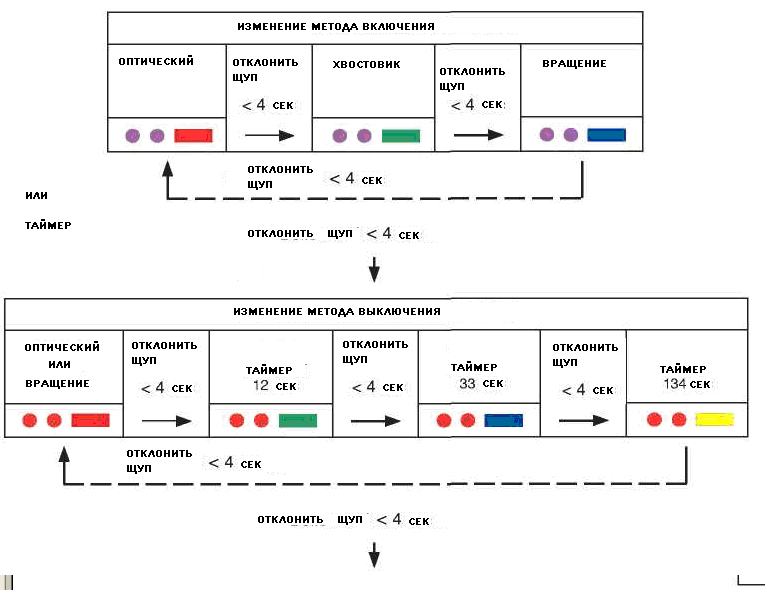 ИЗМЕНЕНИЕ МЕТОДА ВКЛЮЧЕНИЯ
ОПТИЧЕСКИЙ
ОТКЛОНИТЬ
ЩУП
< 4 СЕК
ХВОСТОВИК
ОТКЛОНИТЬ
ЩУП
< 4 СЕК
ВРАЩЕНИЕ
ОТКЛОНИТЬ
ЩУП < 4 СЕК
ИЛИ
ТАЙМЕР
ОТКЛОНИТЬ ЩУП < 4 СЕК
ИЗМЕНЕНИЕ МЕТОДА ВЫКЛЮЧЕНИЯ
ОПТИЧЕСКИЙ
ИЛИ
ВРАЩЕНИЕ
ОТКЛОНИТЬ
ЩУП
< 4 СЕК
ТАЙМЕР
12 СЕК
ОТКЛОНИТЬ
ЩУП
< 4 СЕК
ТАЙМЕР
33 СЕК
ОТКЛОНИТЬ
ЩУП
< 4 СЕК
ТАЙМЕР
134 СЕК
ОТКЛОНИТЬ
ЩУП < 4 СЕК
ОТКЛОНИТЬ ЩУП < 4 СЕК